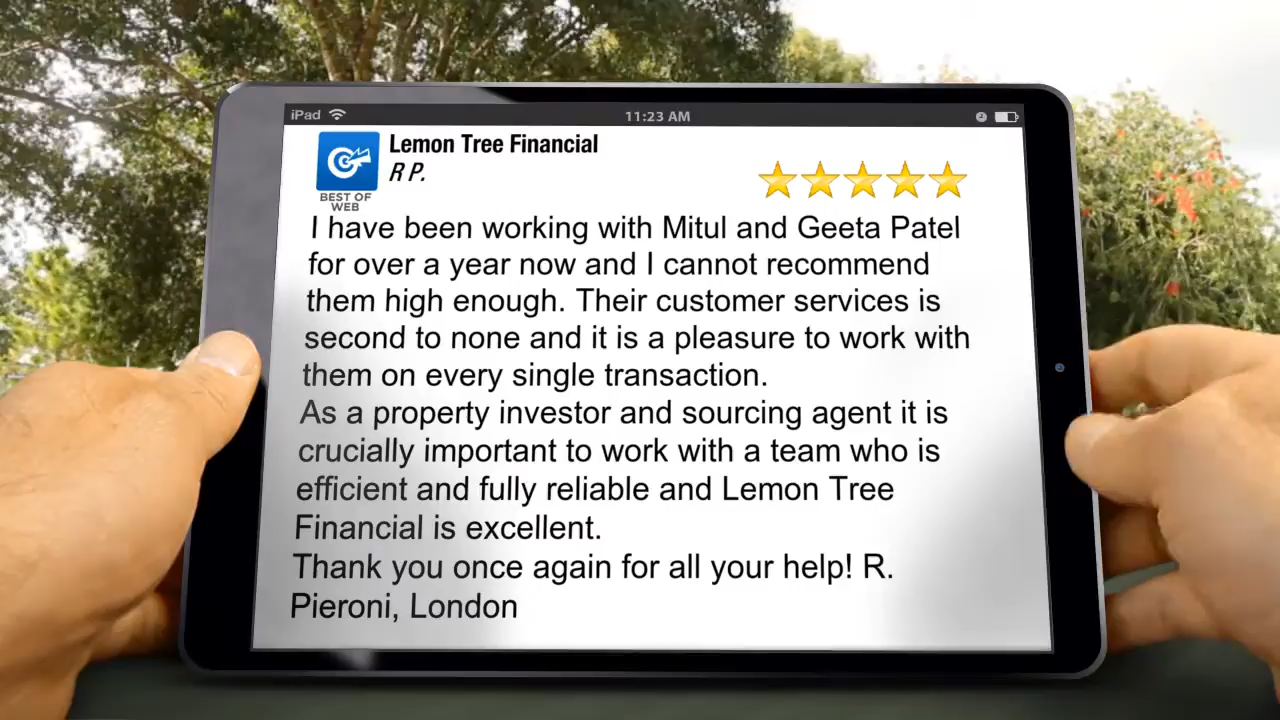 iPad 11:23 AM
Lemon Tree Financial
R P.
BEST OF
WEB
I have been working with Mitul and Geeta Patel
for over a year now and I cannot recommend
them high enough. Their customer services is
second to none and it is a pleasure to work with
them on every single transaction.
As a property investor and sourcing agent it is
crucially important to work with a team who is
efficient and fully reliable and Lemon Tree
Financial is excellent.
Thank you once again for all your help! R.
Pieroni, London